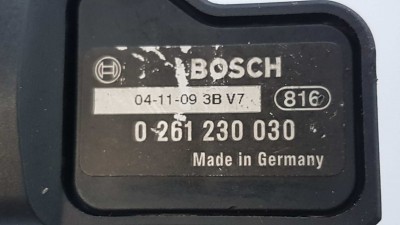 BOSCH
04-11-09 3B V7 816
0 261 230 030
Made in Germany